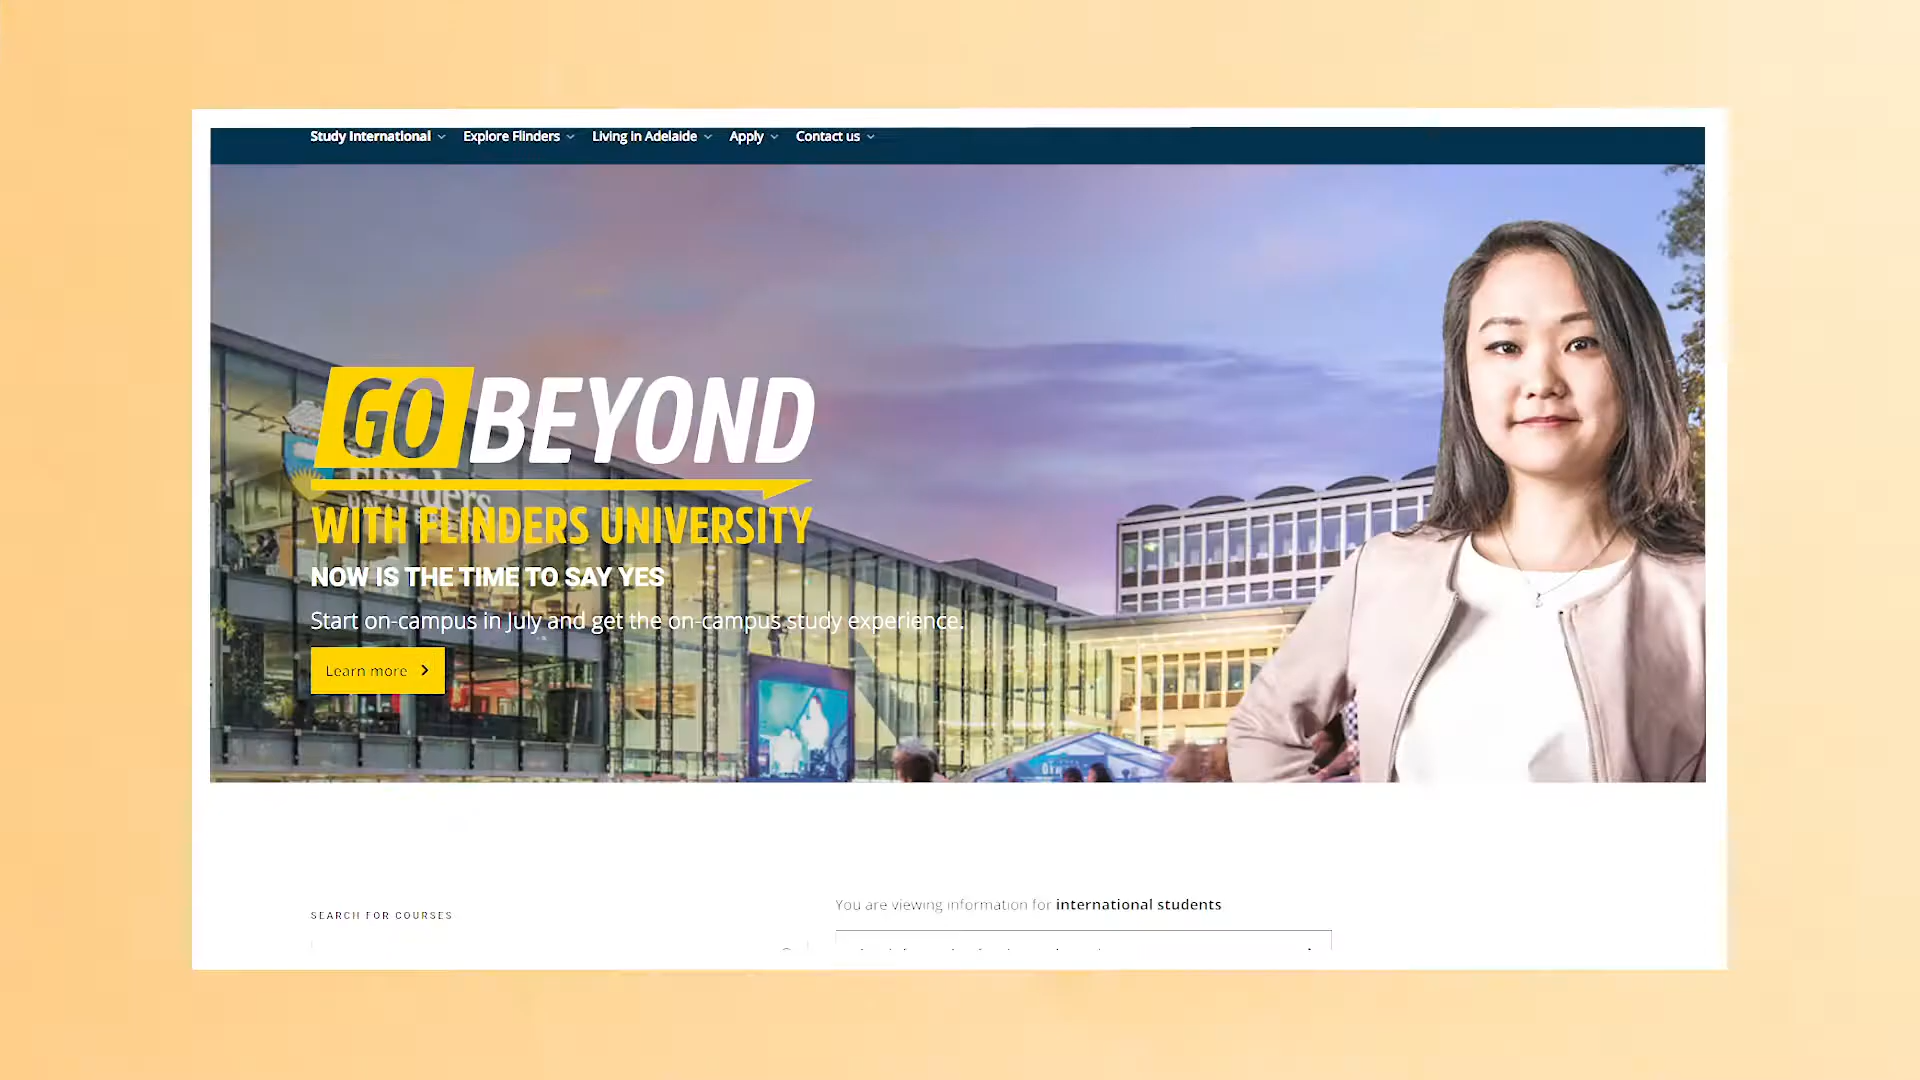 Study International Explore Flinders Living in Adelaide Apply Contact us
GO BEYOND
Flinders
WITH FLINDERS UNIVERSITY
NOW IS THE TIME TO SAY YES
Start on-campus in July and get the on-campus study experience.
Learn more
SEARCH FOR COURSES
You are viewing information for international students